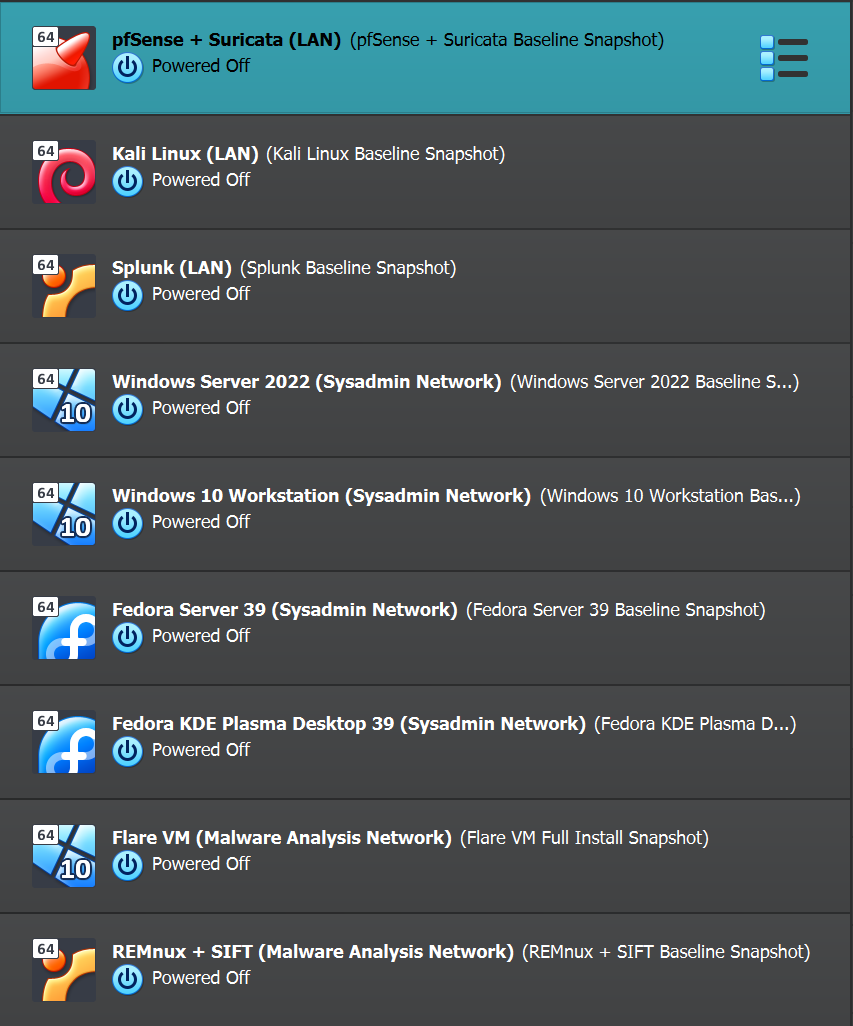 64
pfSense + Suricata (LAN) (pfSense + Suricata Baseline Snapshot)
Powered Off
64
Kali Linux (LAN) (Kali Linux Baseline Snapshot)
Powered Off
64
Splunk (LAN) (Splunk Baseline Snapshot)
Powered Off
64
10
Windows Server 2022 (Sysadmin Network) (Windows Server 2022 Baseline S...)
Powered Off
64
10
Windows 10 Workstation (Sysadmin Network) (Windows 10 Workstation Bas...)
Powered Off
64
Fedora Server 39 (Sysadmin Network) (Fedora Server 39 Baseline Snapshot)
Powered Off
64
Fedora KDE Plasma Desktop 39 (Sysadmin Network) (Fedora KDE Plasma D...)
Powered Off
64
10
Flare VM (Malware Analysis Network) (Flare VM Full Install Snapshot)
Powered Off
64
REMnux + SIFT (Malware Analysis Network) (REMnux + SIFT Baseline Snapshot)
Powered Off